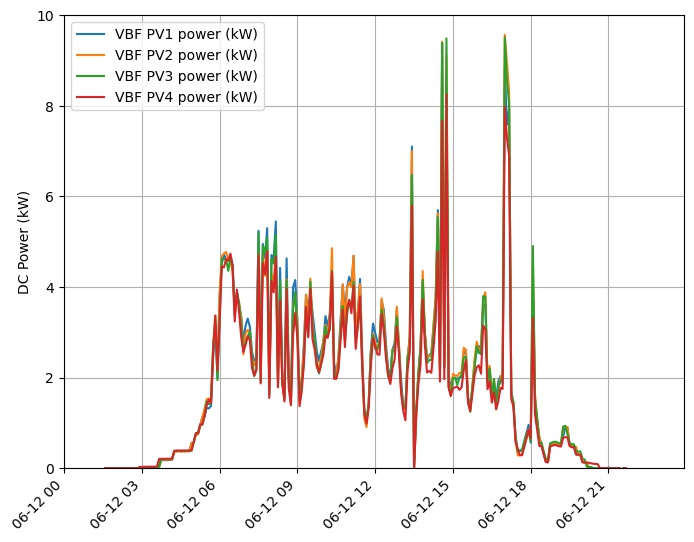 10
8
6
4
2
0
DC Power (kW)
VBF PV1 power (kW)
VBF PV2 power (kW)
VBF PV3 power (kW)
VBF PV4 power (kW)
06-12 00
06-12 03
06-12 06
06-12 09
06-12 12
06-12 15
06-12 18
06-12 21